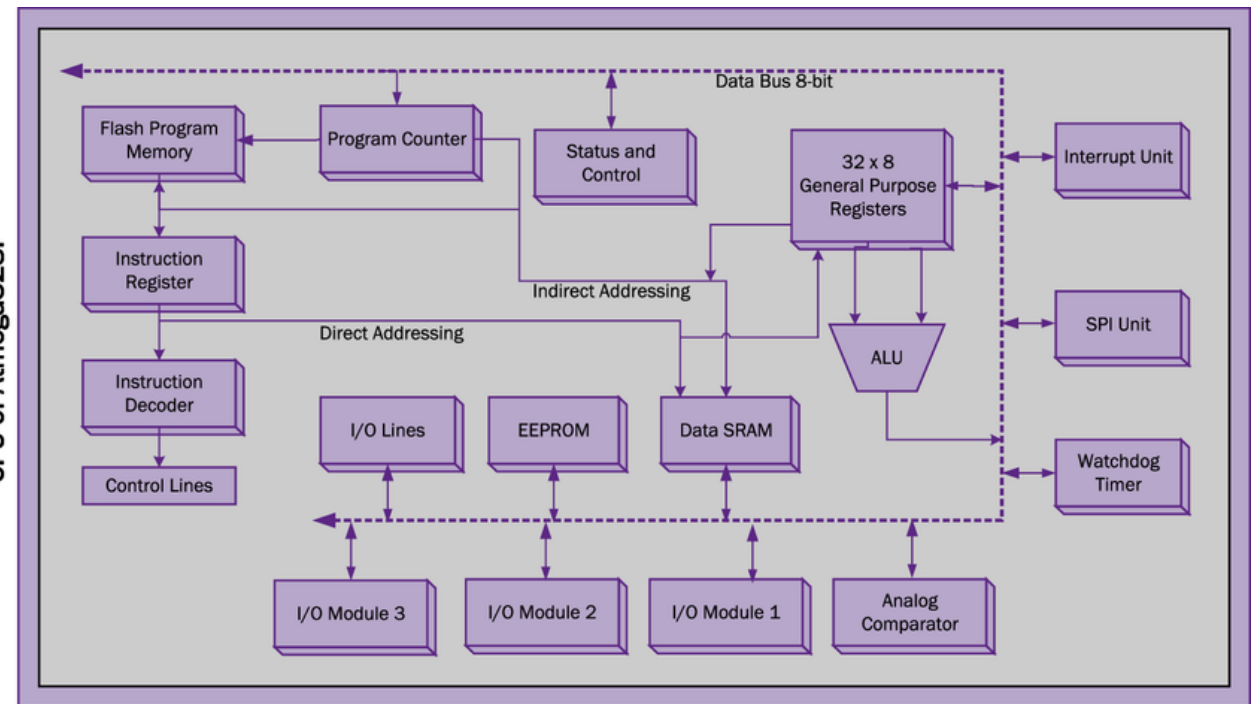 Data Bus 8-bit
Flash Program
Memory
Program Counter
Status and
Control
32 x 8
General Purpose
Registers
Interrupt Unit
Instruction
Register
Indirect Addressing
Direct Addressing
SPI Unit
ALU
Instruction
Decoder
I/O Lines
EEPROM
Data SRAM
Watchdog
Timer
Control Lines
I/O Module 3
I/O Module 2
I/O Module 1
Analog
Comparator